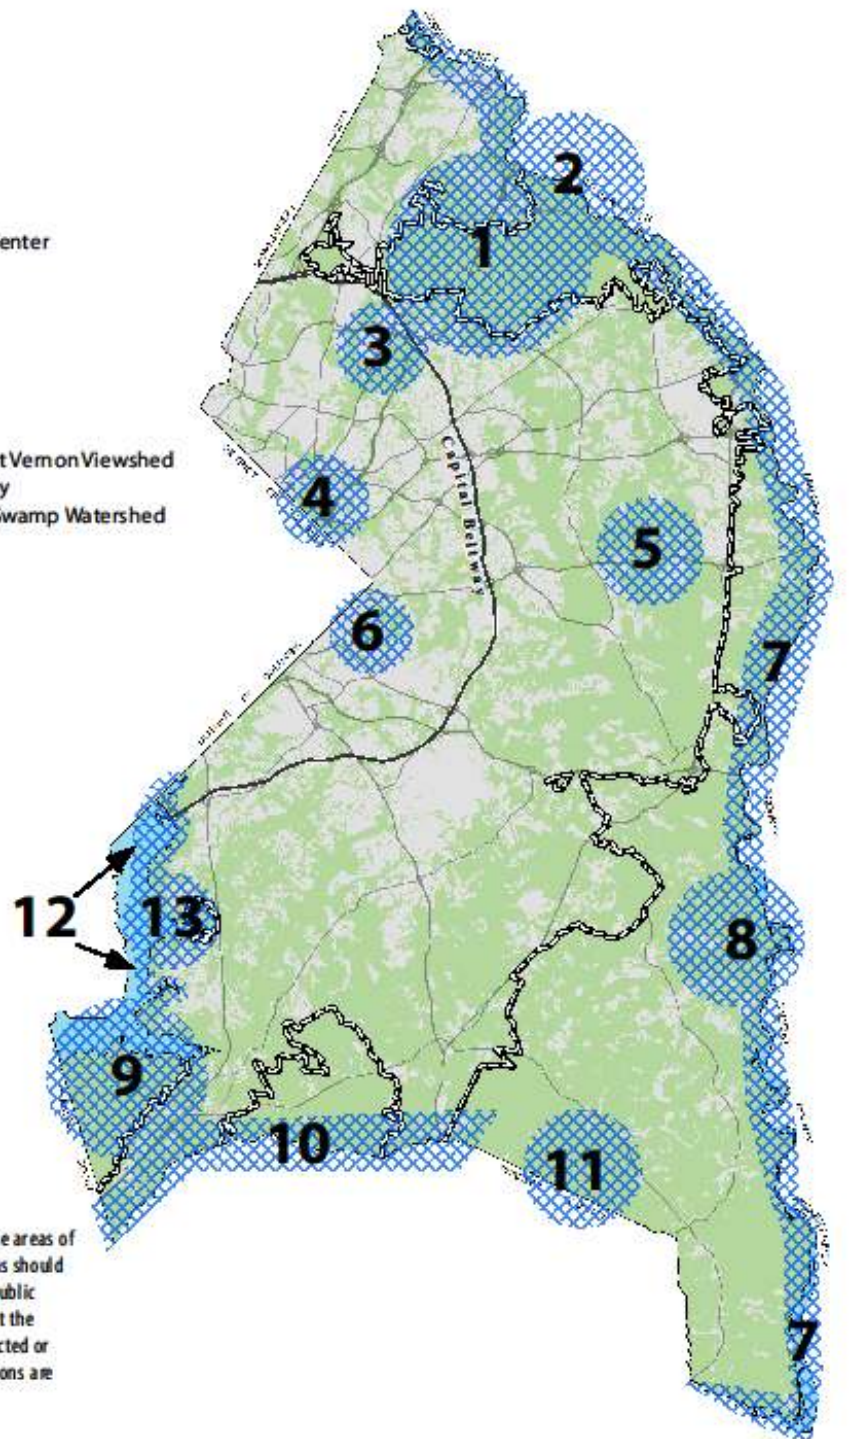 enter
t Vernon Viewshed
y
Swamp Watershed
2
1
3
Capital Beltway
4
5
6
7
12
13
8
9
10
11
e areas of
s should
ublic
t the
cted or
ons are
7